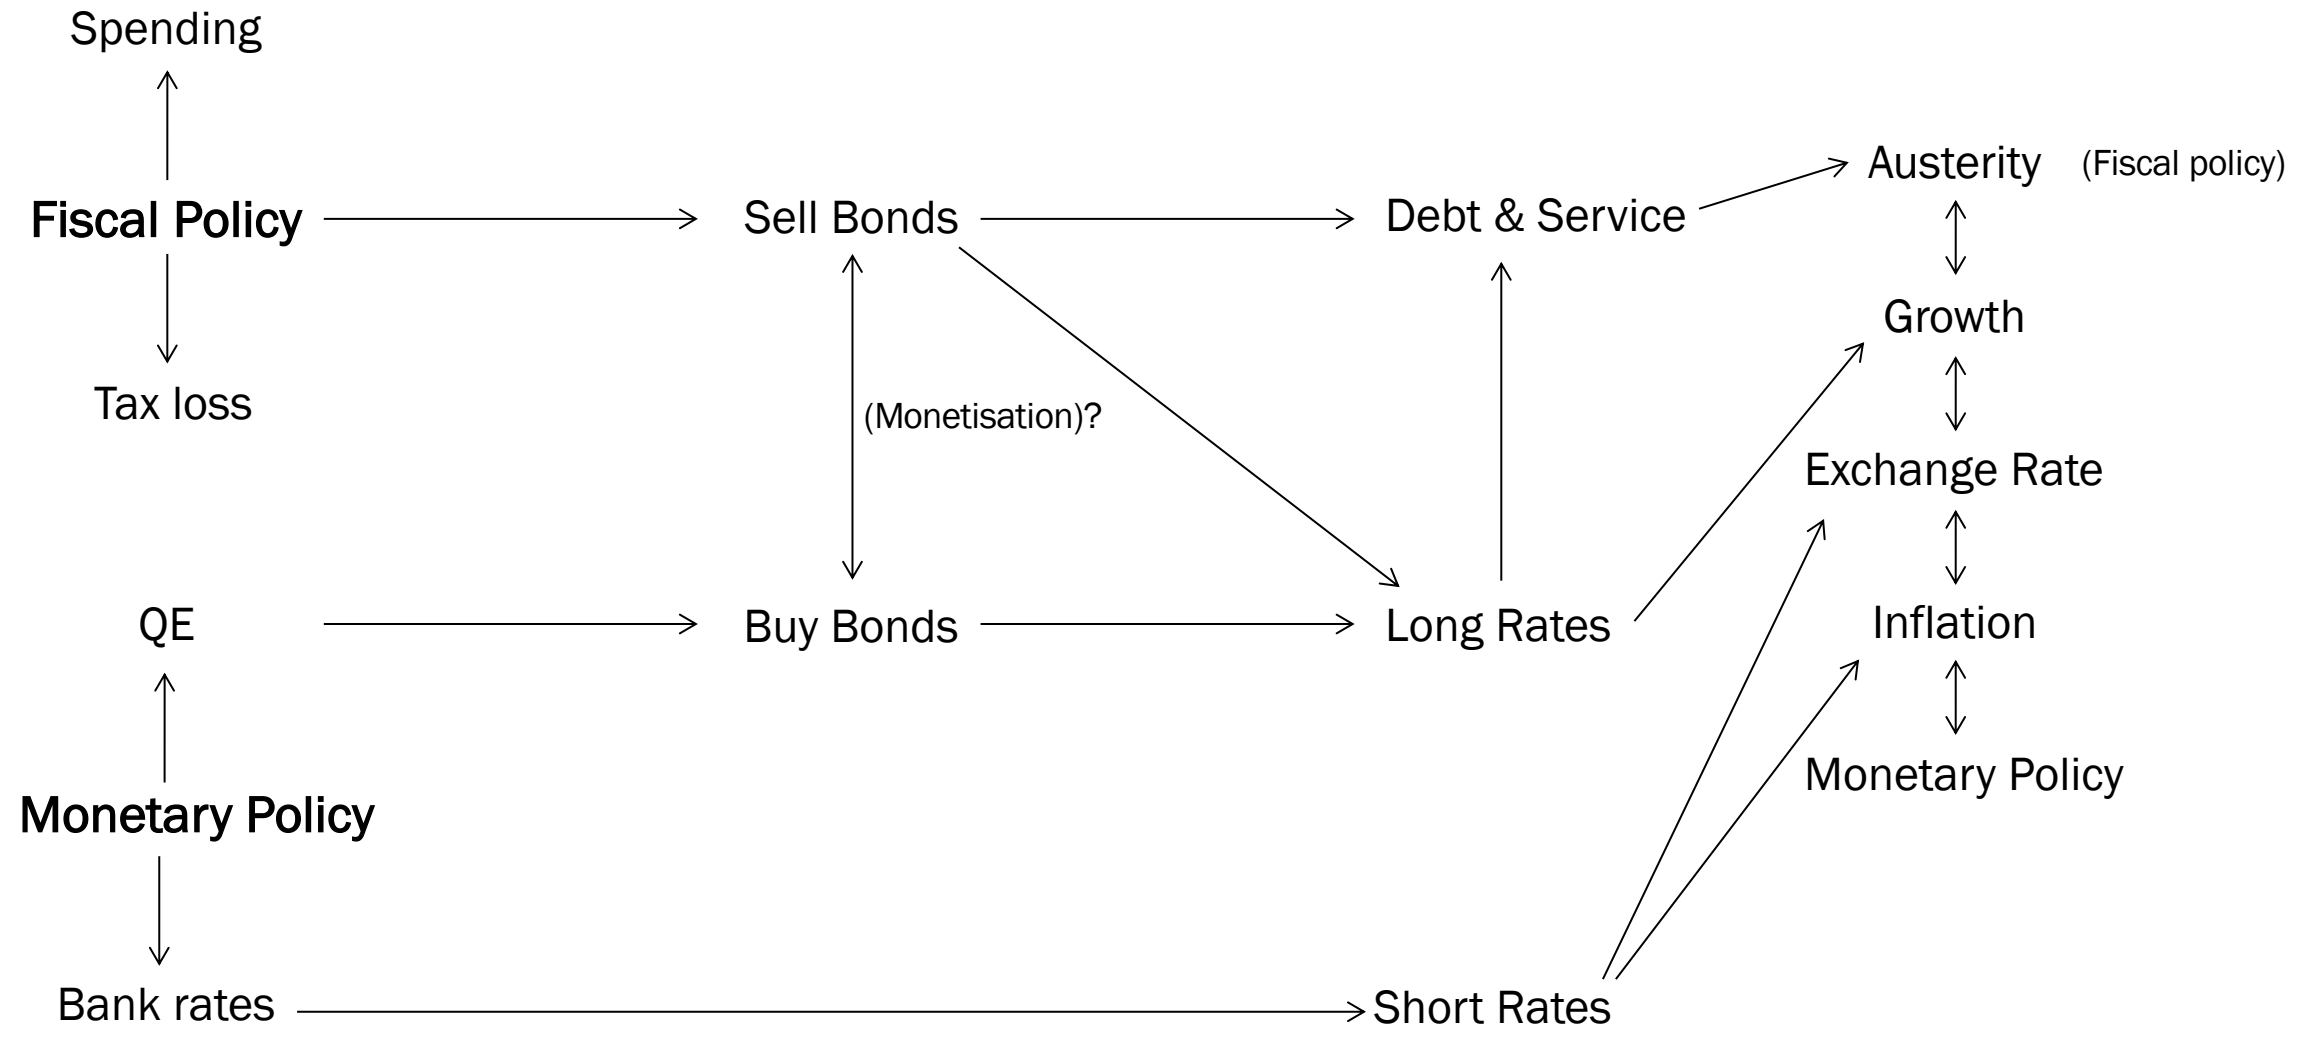 Spending
Austerity (Fiscal policy)
Fiscal Policy
Sell Bonds
Debt & Service
Growth
Tax loss
(Monetisation)?
Exchange Rate
QE
Buy Bonds
Long Rates
Inflation
Monetary Policy
Monetary Policy
Bank rates
Short Rates